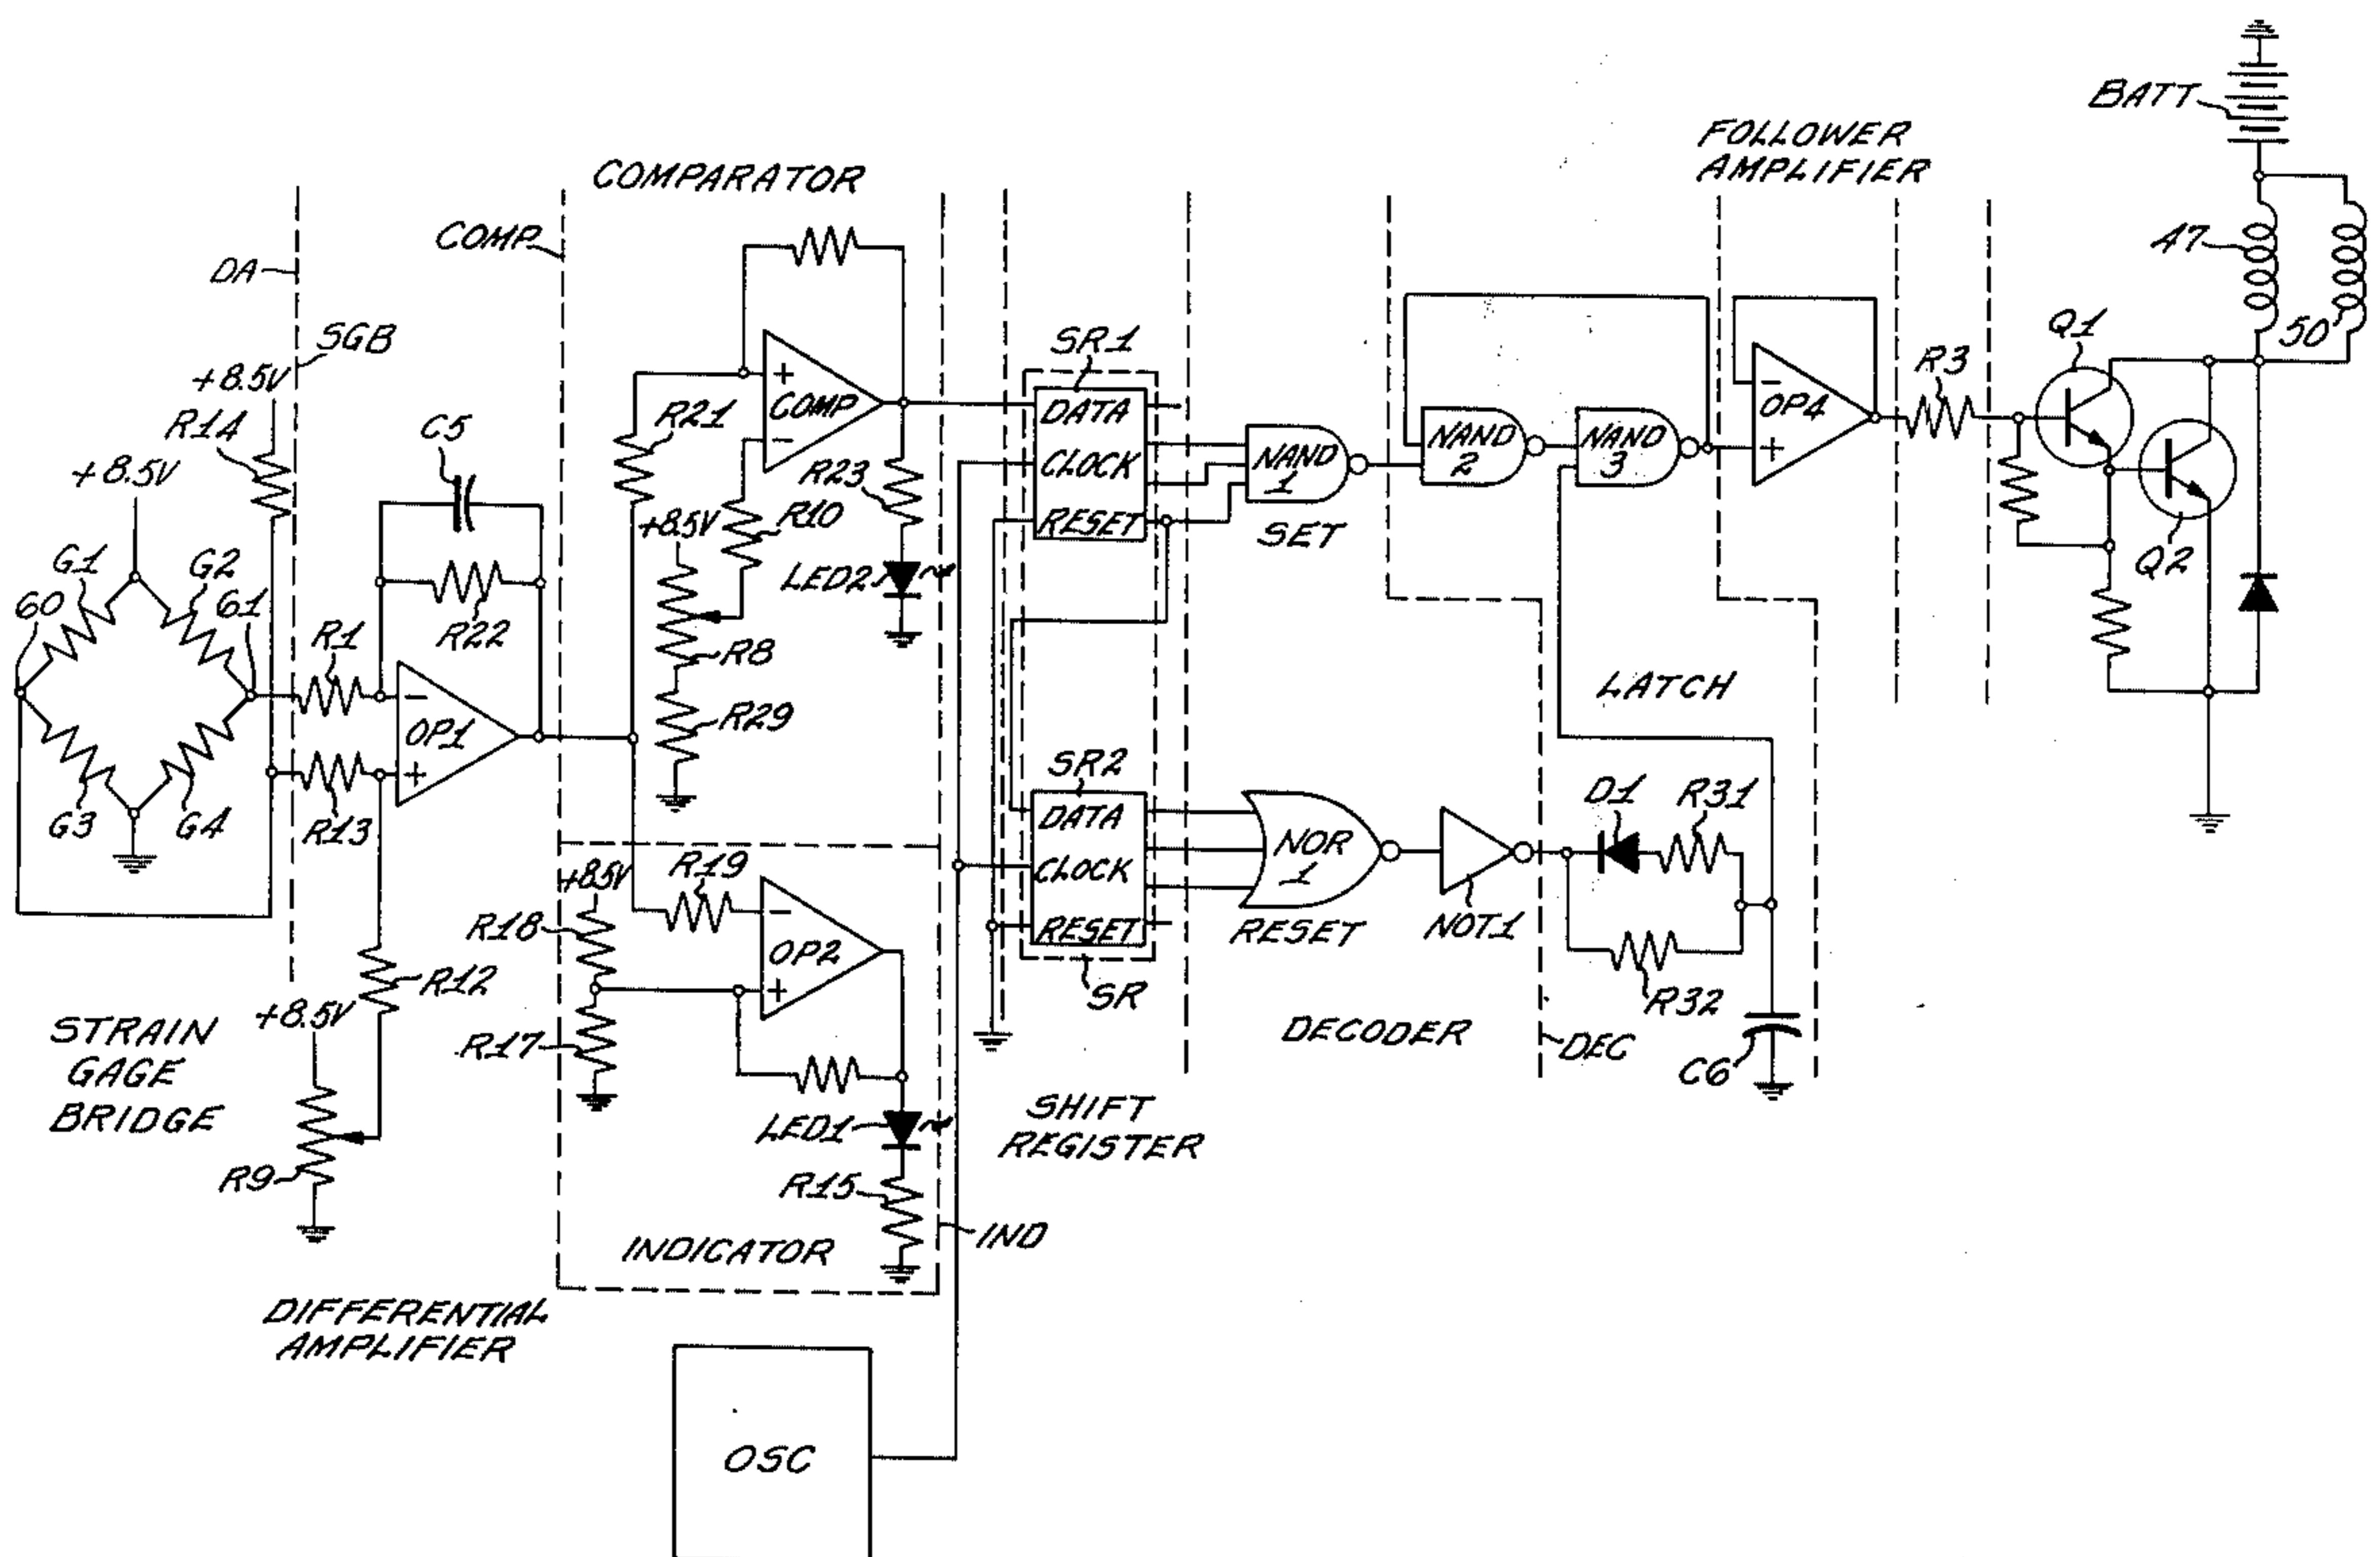 BATT
FOLLOWER
AMPLIFIER
COMPARATOR
COMP
DA
47
50
SGB
+8.5V
R14
+8.5V
C5
R21
+
COMP
−
R23
R10
+8.5V
LED2
R8
R29
SR1
DATA
CLOCK
RESET
NAND
1
SET
NAND
2
NAND
3
−
OP4
+
R3
Q1
Q2
G1
G2
60
61
R1
R22
−
OP1
+
R13
G3
G4
LATCH
SR2
DATA
CLOCK
RESET
SR
NOR
1
RESET
NOT1
D1
R31
R32
C6
DECODER
DEC
+8.5V
R19
R18
−
OP2
+
R17
R12
+8.5V
STRAIN
GAGE
BRIDGE
R9
LED1
R15
IND
INDICATOR
SHIFT
REGISTER
DIFFERENTIAL
AMPLIFIER
OSC